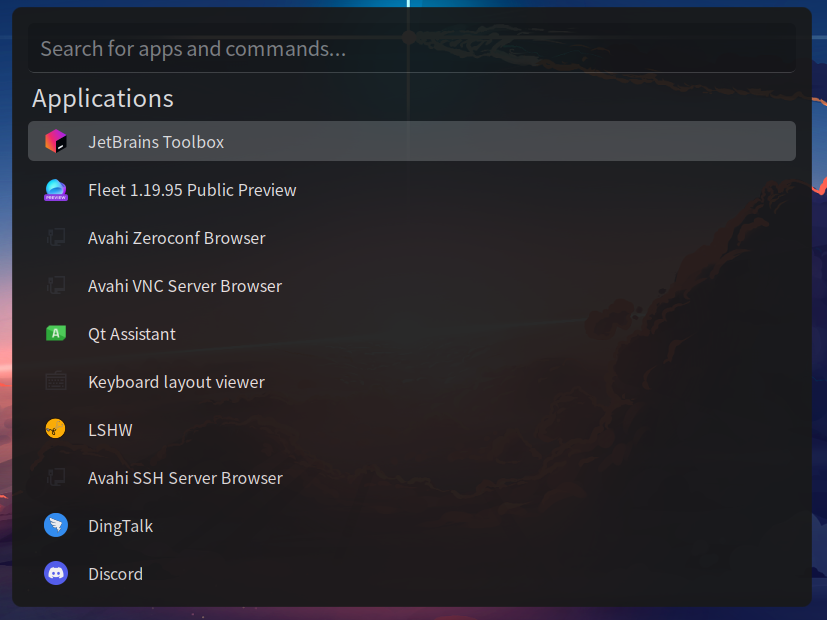 Search for apps and commands...
Applications
JetBrains Toolbox
Fleet 1.19.95 Public Preview
Avahi Zeroconf Browser
Avahi VNC Server Browser
Qt Assistant
Keyboard layout viewer
LSHW
Avahi SSH Server Browser
DingTalk
Discord